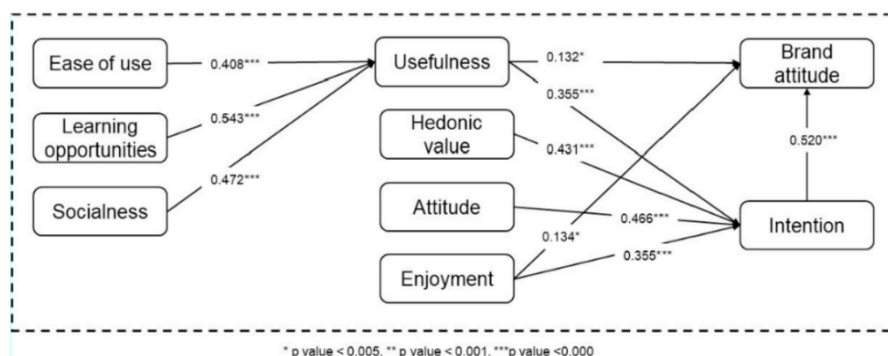 Ease of use
0.408***
Usefulness
0.132*
Brand
attitude
0.355***
Learning
opportunities
0.543***
Hedonic
value
0.431***
0.520***
Socialness
0.472***
Attitude
0.466***
Intention
0.134*
Enjoyment
0.355***
* p value < 0.005, ** p value < 0.001, ***p value <0.000